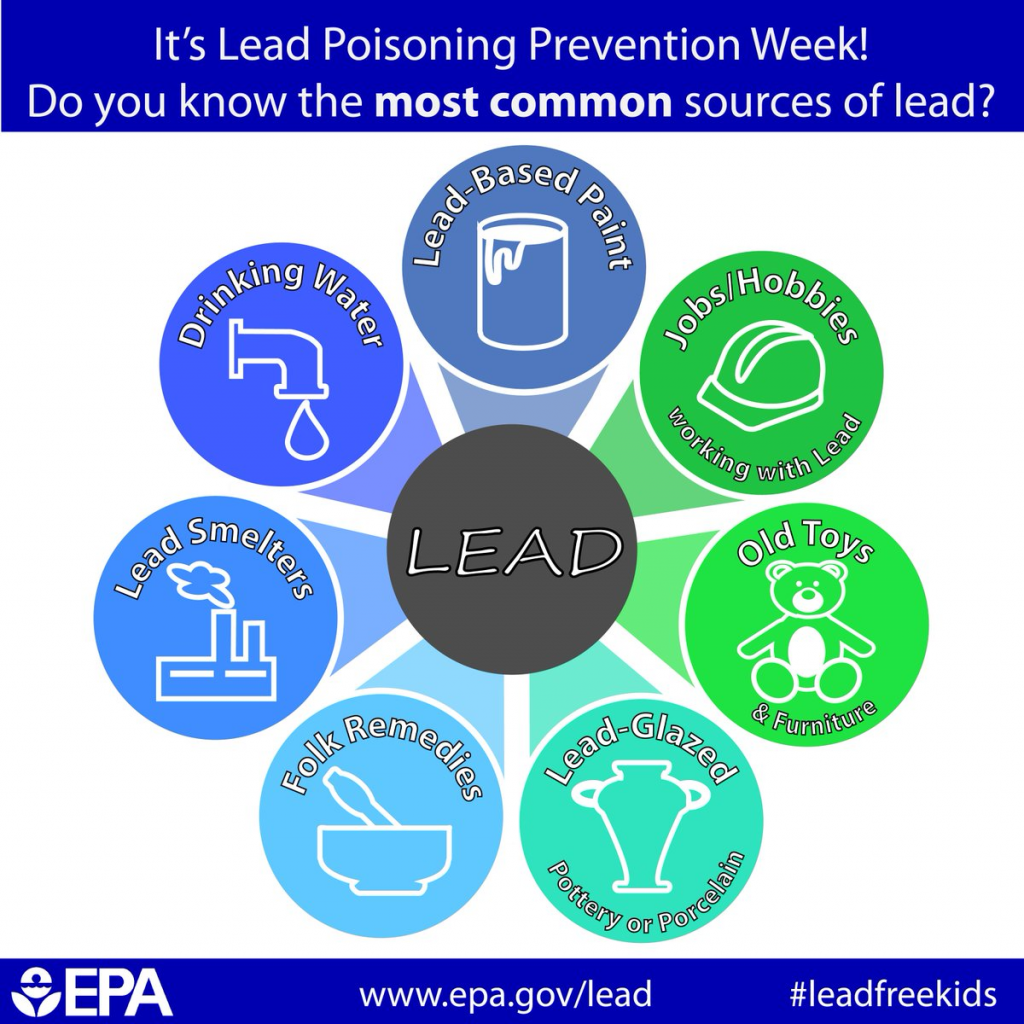 It's Lead Poisoning Prevention Week!
Do you know the most common sources of lead?
Lead-Based Paint
Drinking Water
Jobs/Hobbies
working with Lead
LEAD
Lead Smelters
Old Toys
& Furniture
Folk Remedies
Lead-Glazed
Pottery or Porcelain
EPA
www.epa.gov/lead
#leadfreekids